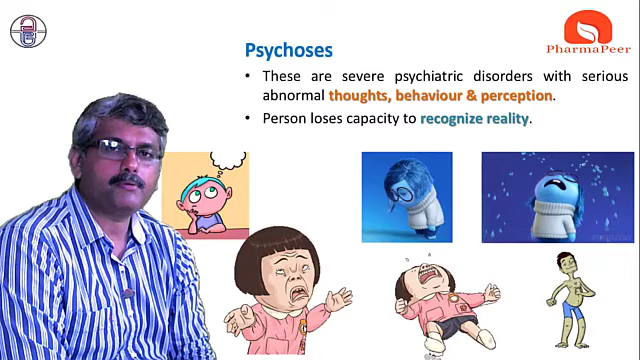 PharmaPeer
Psychoses
• These are severe psychiatric disorders with serious
abnormal thoughts, behaviour & perception.
• Person loses capacity to recognize reality.